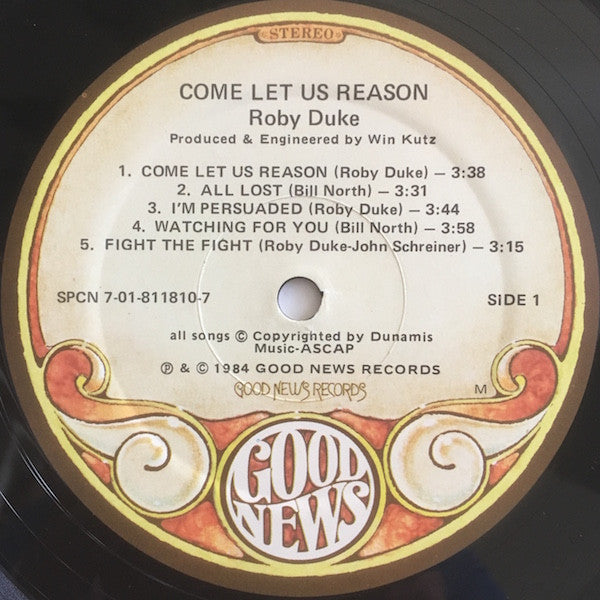 STEREO
COME LET US REASON
Roby Duke
Produced & Engineered by Win Kutz
1. COME LET US REASON (Roby Duke) – 3:38
2. ALL LOST (Bill North) – 3:31
3. I'M PERSUADED (Roby Duke) – 3:44
4. WATCHING FOR YOU (Bill North) – 3:58
5. FIGHT THE FIGHT (Roby Duke-John Schreiner) – 3:15
SPCN 7-01-811810-7 SiDE 1
all songs © Copyrighted by Dunamis
Music-ASCAP
℗ & © 1984 GOOD NEWS RECORDS
GOOD NEWS RECORDS M
GOOD
NEWS